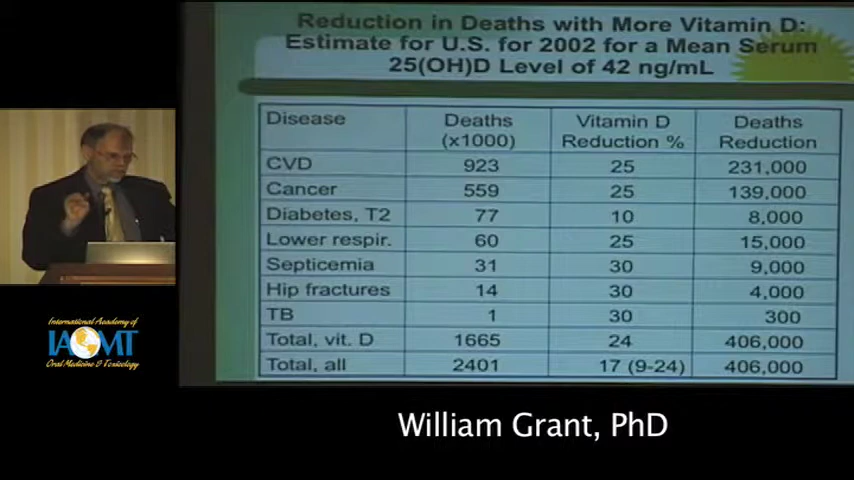 Reduction in Deaths with More Vitamin D:
Estimate for U.S. for 2002 for a Mean Serum
25(OH)D Level of 42 ng/mL
Disease Deaths (x1000) Vitamin D Reduction % Deaths Reduction
CVD 923 25 231,000
Cancer 559 25 139,000
Diabetes, T2 77 10 8,000
Lower respir. 60 25 15,000
Septicemia 31 30 9,000
Hip fractures 14 30 4,000
TB 1 30 300
Total, vit. D 1665 24 406,000
Total, all 2401 17 (9-24) 406,000
International Academy of
IAOMT
Oral Medicine & Toxicology
William Grant, PhD